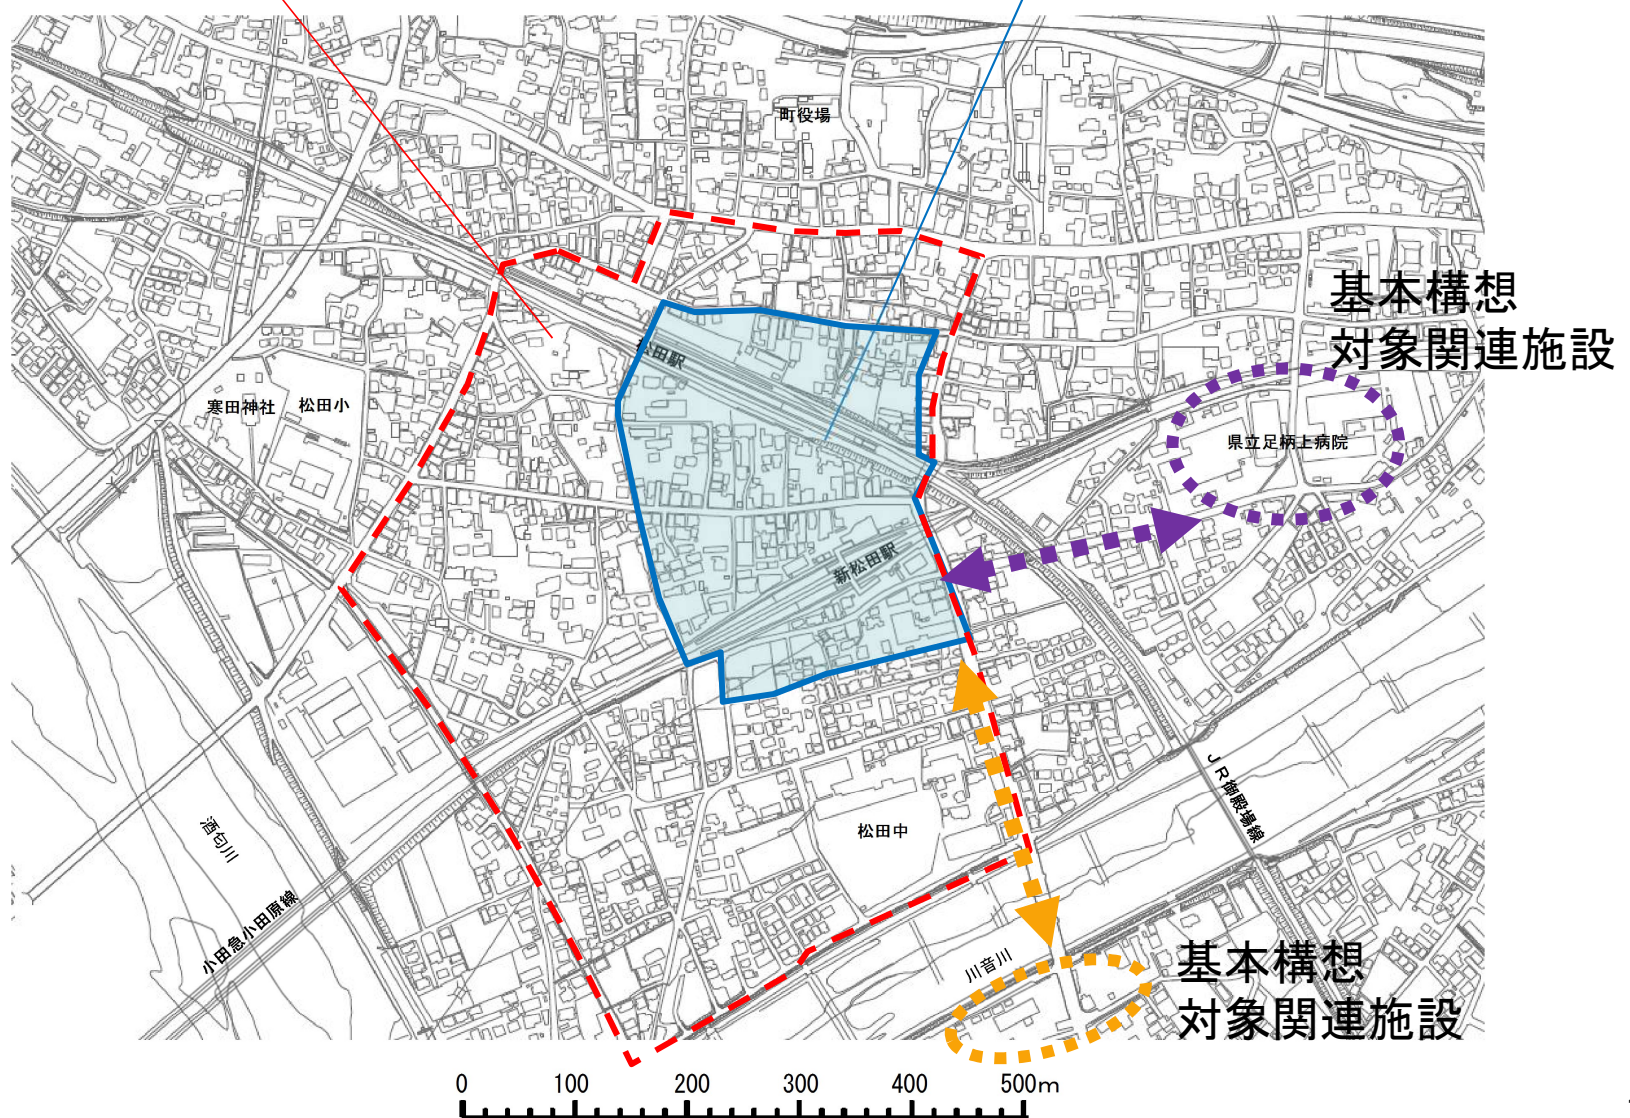 町役場
基本構想
対象関連施設
松田駅
寒田神社
松田小
県立足柄上病院
新松田駅
JR御殿場線
酒匂川
松田中
小田急小田原線
川音川
基本構想
対象関連施設
0 100 200 300 400 500m